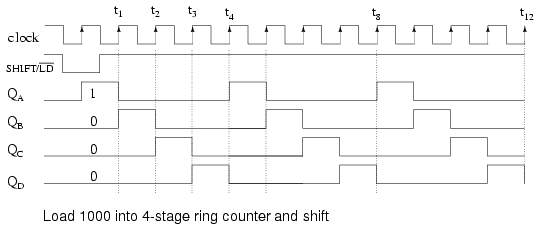 t1 t2 t3 t4 t8 t12
clock
SHIFT/LD
QA 1
QB 0
QC 0
QD 0
Load 1000 into 4-stage ring counter and shift